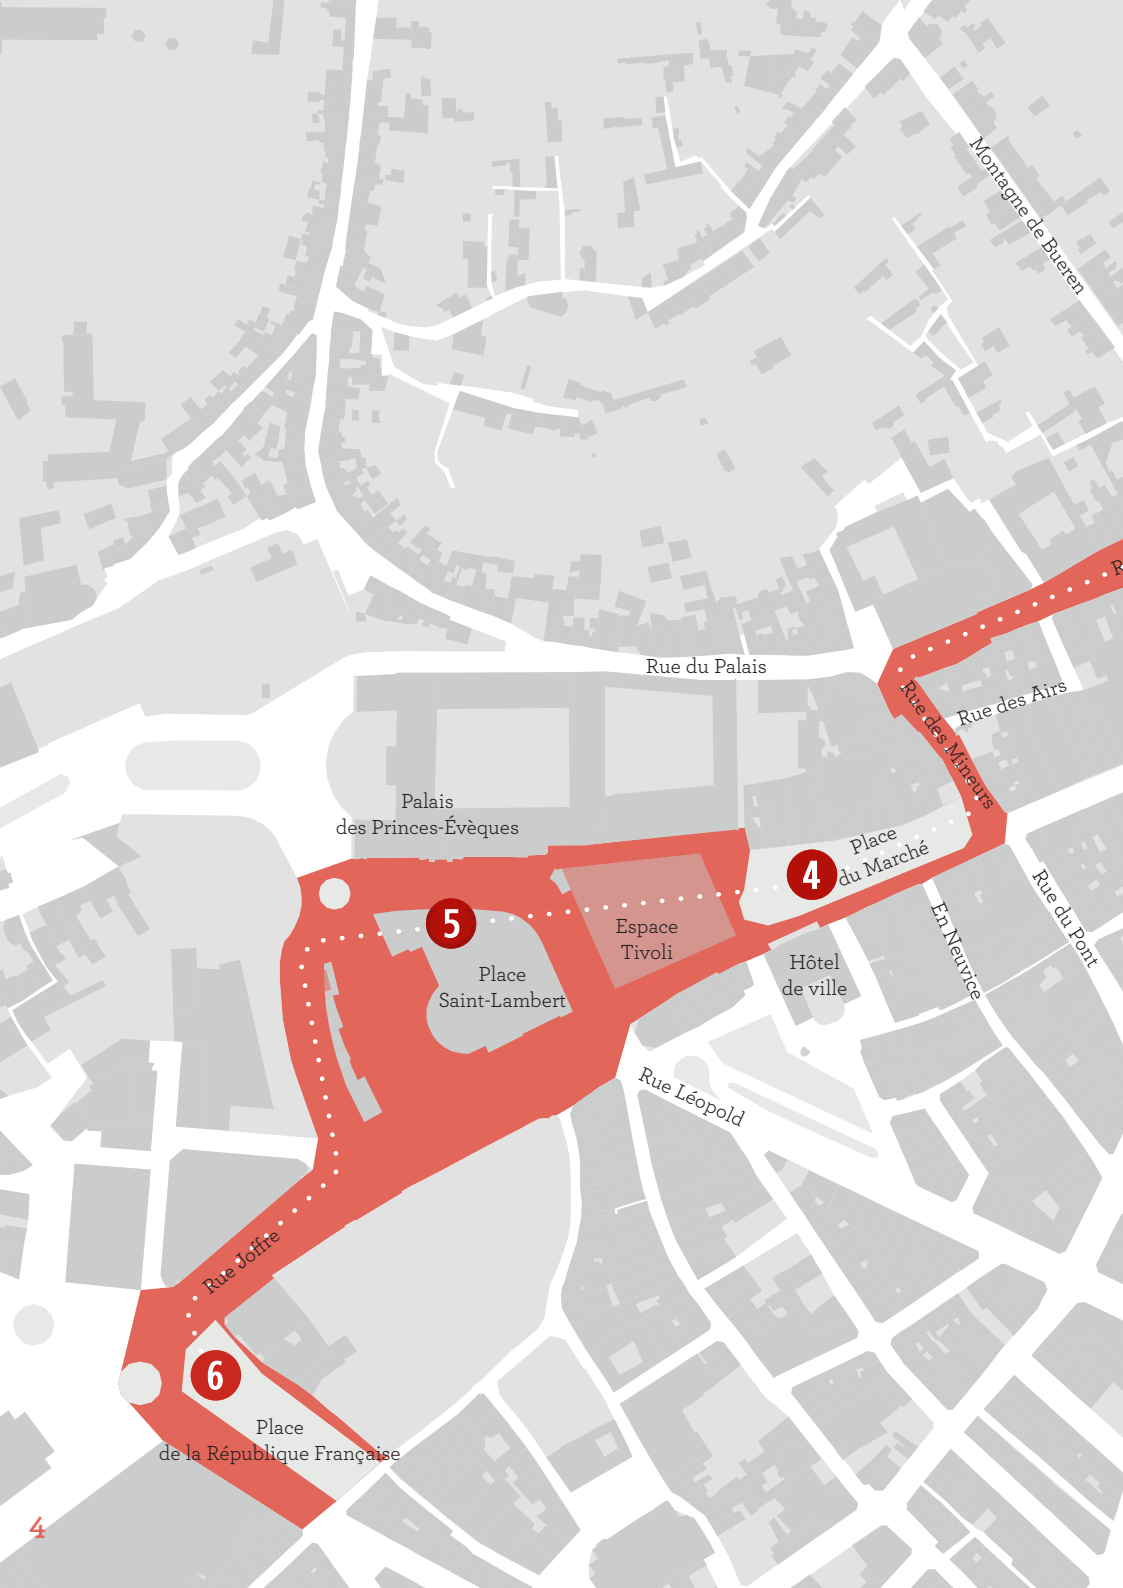 Montagne de Bueren
R
Rue du Palais
Rue des Airs
Rue des Mineurs
Palais
des Princes-Évèques
Place
du Marché
4
5
Espace
Tivoli
Place
Saint-Lambert
Hôtel
de ville
En Neuvice
Rue du Pont
Rue Léopold
Rue Joffre
6
Place
de la République Française
4